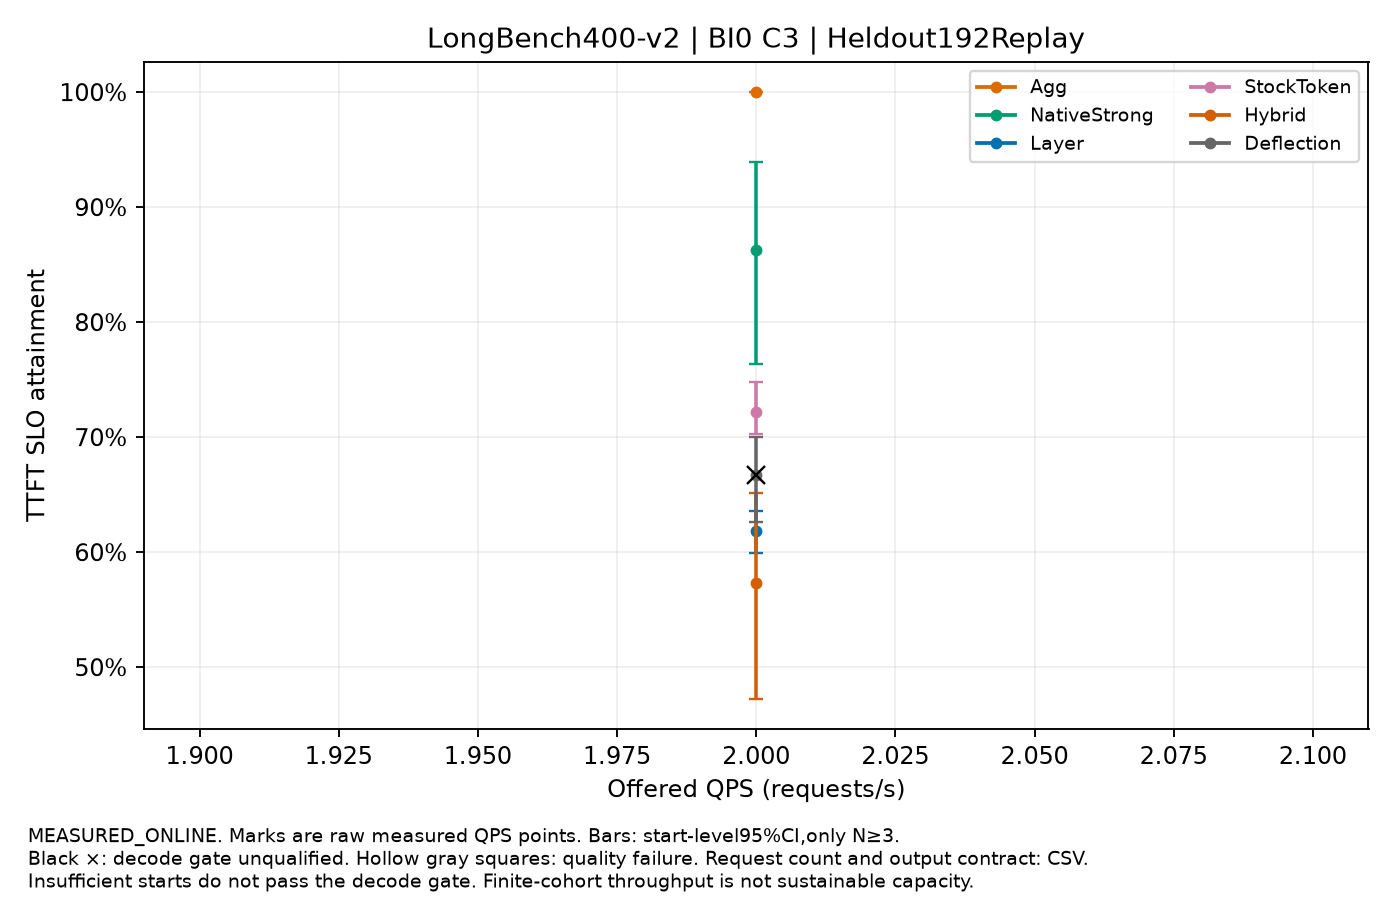 LongBench400-v2 | BI0 C3 | Heldout192Replay
Agg
NativeStrong
Layer
StockToken
Hybrid
Deflection
TTFT SLO attainment
100%
90%
80%
70%
60%
50%
1.900
1.925
1.950
1.975
2.000
2.025
2.050
2.075
2.100
Offered QPS (requests/s)
MEASURED_ONLINE. Marks are raw measured QPS points. Bars: start-level95%CI,only N≥3.
Black ×: decode gate unqualified. Hollow gray squares: quality failure. Request count and output contract: CSV.
Insufficient starts do not pass the decode gate. Finite-cohort throughput is not sustainable capacity.